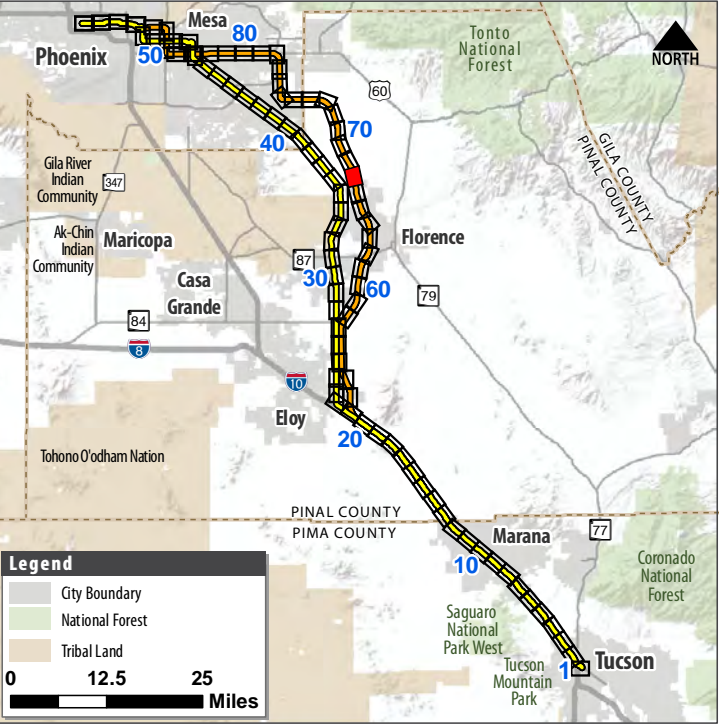 Mesa
80
Phoenix
50
Tonto
National
Forest
NORTH
60
70
40
GILA COUNTY
PINAL COUNTY
Gila River
Indian
Community
347
Ak-Chin
Indian
Community
Maricopa
Florence
87
30
60
Casa
Grande
79
84
8
10
Eloy
20
Tohono O'odham Nation
PINAL COUNTY
PIMA COUNTY
Marana
77
10
Coronado
National
Forest
Saguaro
National
Park West
Tucson
Mountain
Park
1
Tucson
Legend
City Boundary
National Forest
Tribal Land
0 12.5 25
Miles